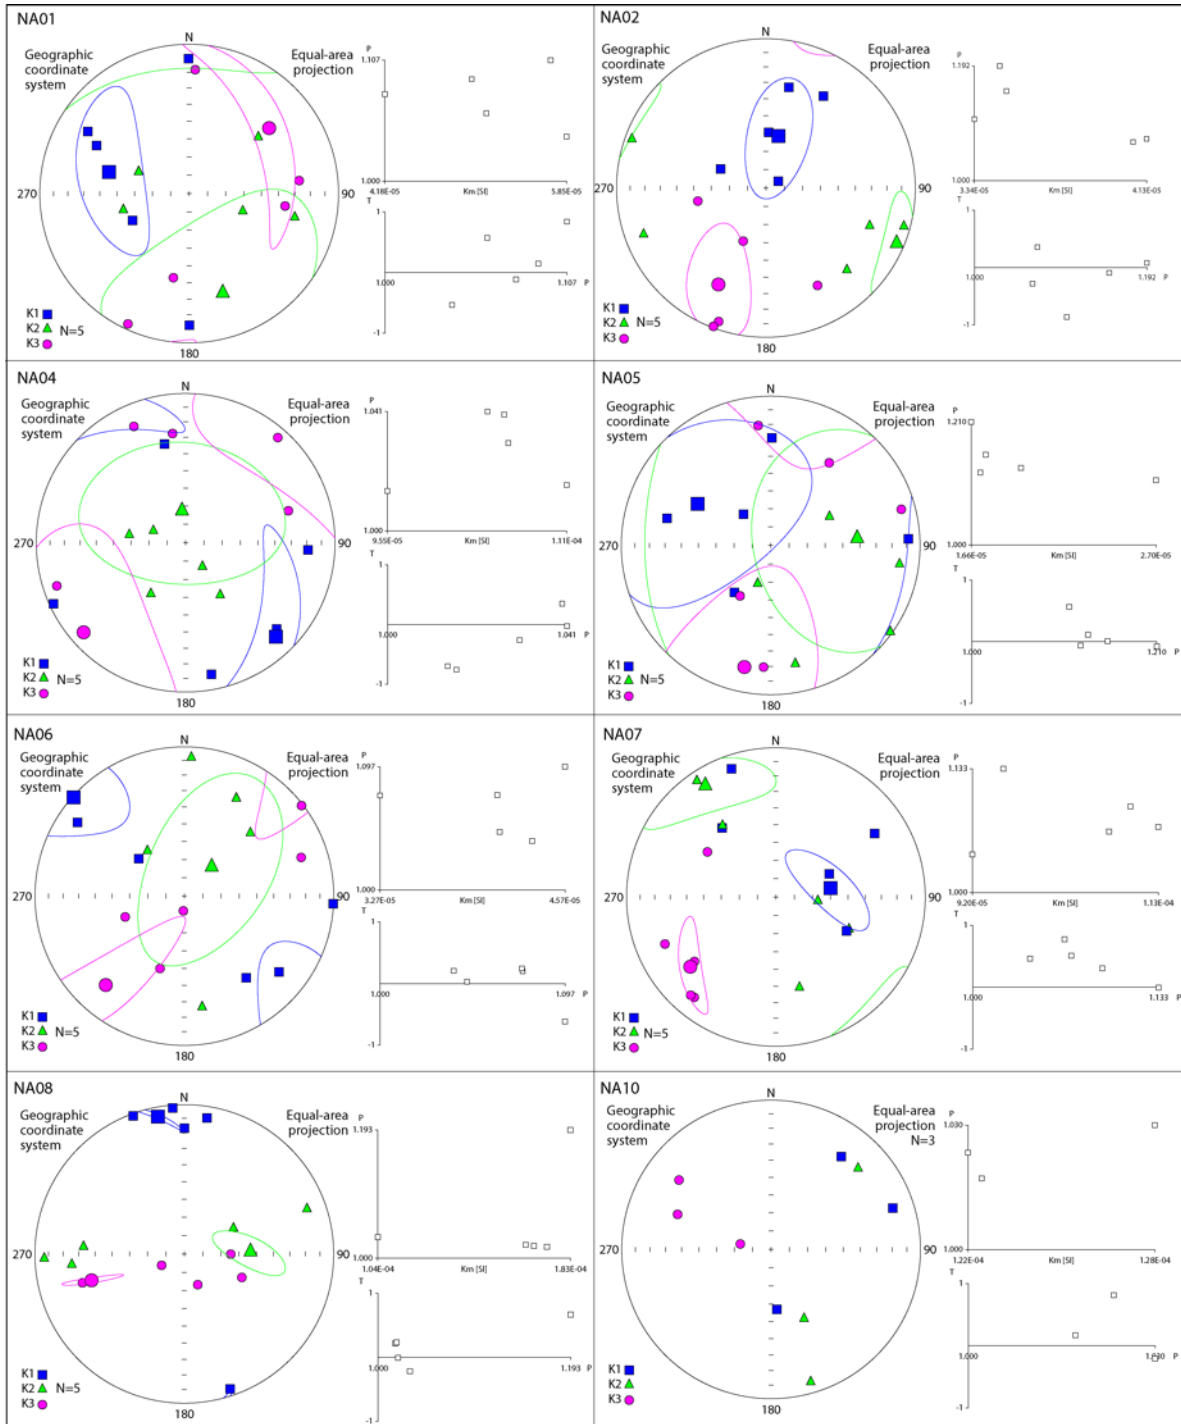 NA01
Geographic
coordinate
system
N
Equal-area
projection
270
90
180
K1
K2 N=5
K3
P
1.107
1.000
4.18E-05 Km [SI] 5.85E-05
T
1
1.000
1.107 P
-1
NA02
Geographic
coordinate
system
N
Equal-area
projection
270
90
180
K1
K2 N=5
K3
P
1.192
1.000
3.34E-05 Km [SI] 4.13E-05
T
1
1.000
1.192 P
-1
NA04
Geographic
coordinate
system
N
Equal-area
projection
270
90
180
K1
K2 N=5
K3
P
1.041
1.000
9.55E-05 Km [SI] 1.11E-04
T
1
1.000
1.041 P
-1
NA05
Geographic
coordinate
system
N
Equal-area
projection
270
90
180
K1
K2 N=5
K3
P
1.210
1.000
1.66E-05 Km [SI] 2.70E-05
T
1
1.000
P
-1
NA06
Geographic
coordinate
system
N
Equal-area
projection
270
90
180
K1
K2 N=5
K3
P
1.097
1.000
3.27E-05 Km [SI] 4.57E-05
T
1
1.000
1.097 P
-1
NA07
Geographic
coordinate
system
N
Equal-area
projection
270
90
180
K1
K2 N=5
K3
P
1.133
1.000
9.20E-05 Km [SI] 1.13E-04
T
1
1.000
1.133 P
-1
NA08
Geographic
coordinate
system
N
Equal-area
projection
270
90
180
K1
K2 N=5
K3
P
1.193
1.000
1.04E-04 Km [SI] 1.83E-04
T
1
1.000
1.193 P
-1
NA10
Geographic
coordinate
system
N
Equal-area
projection
N=3
270
90
180
K1
K2
K3
P
1.030
1.000
1.22E-04 Km [SI] 1.28E-04
T
1
1.000
P
-1